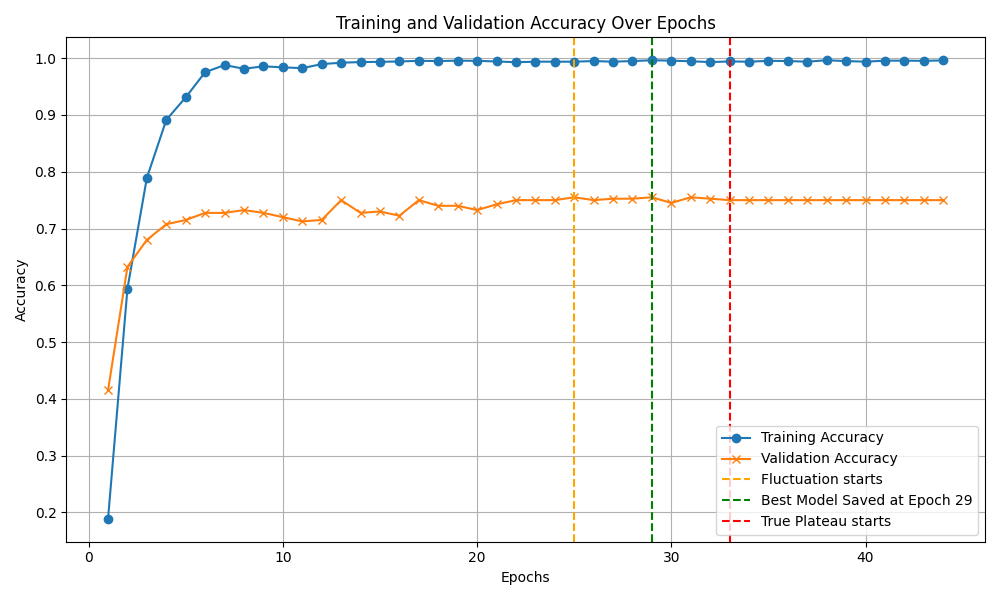 Training and Validation Accuracy Over Epochs
Accuracy
1.0
0.9
0.8
0.7
0.6
0.5
0.4
0.3
0.2
Training Accuracy
Validation Accuracy
Fluctuation starts
Best Model Saved at Epoch 29
True Plateau starts
0 10 20 30 40
Epochs